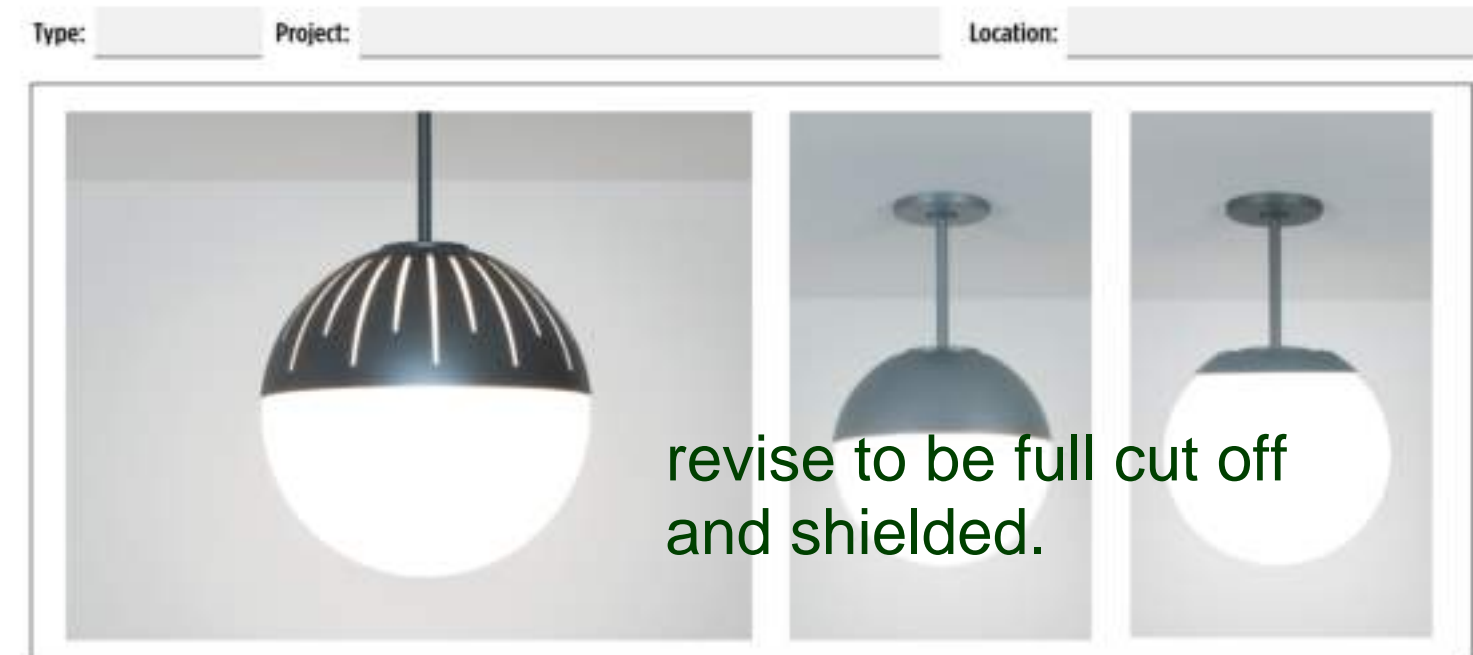 Type: Project: Location:
revise to be full cut off
and shielded.